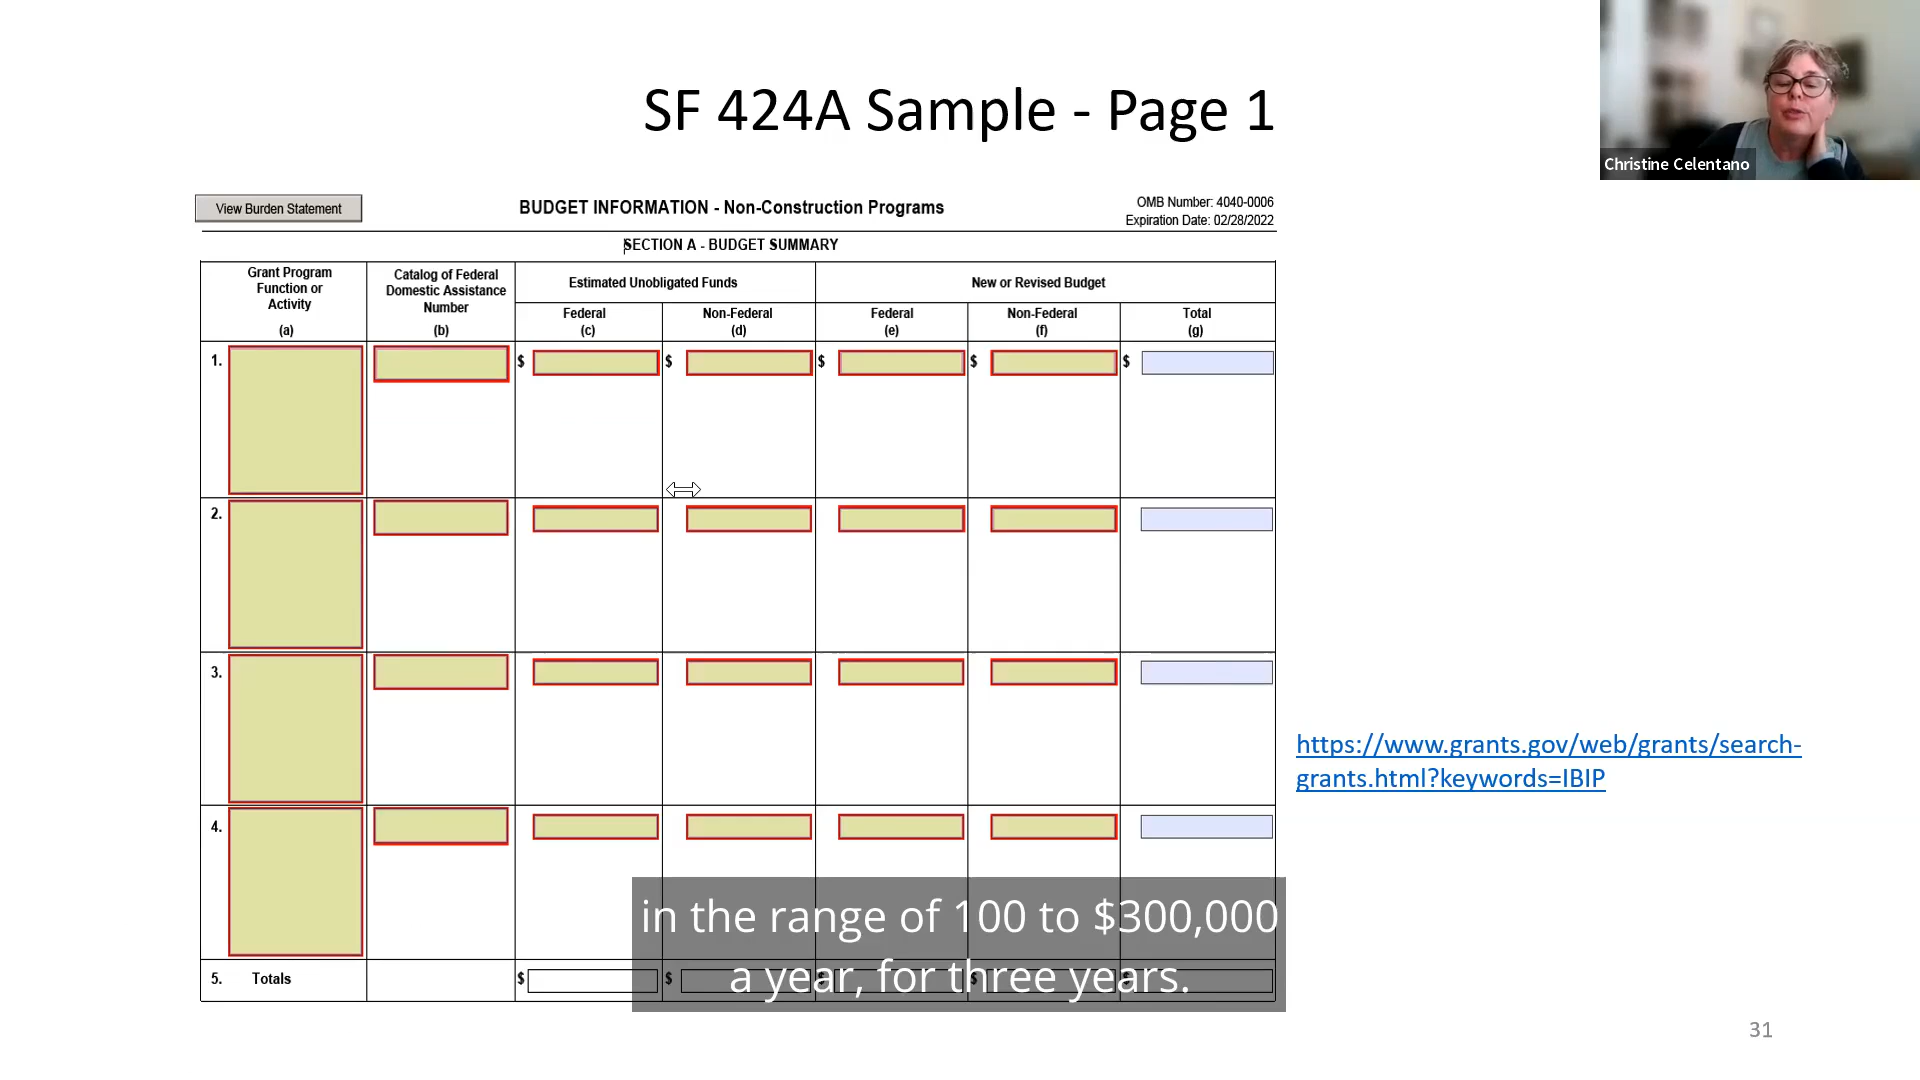 SF 424A Sample - Page 1
Christine Celentano
View Burden Statement
BUDGET INFORMATION - Non-Construction Programs
OMB Number: 4040-0006
Expiration Date: 02/28/2022
SECTION A - BUDGET SUMMARY
Grant Program
Function or
Activity
(a)
Catalog of Federal
Domestic Assistance
Number
(b)
Estimated Unobligated Funds
New or Revised Budget
Federal
(c)
Non-Federal
(d)
Federal
(e)
Non-Federal
(f)
Total
(g)
1. $ $ $ $ $
2.
3.
4.
https://www.grants.gov/web/grants/search-
grants.html?keywords=IBIP
5. Totals $ $ $ $ $
in the range of 100 to $300,000
a year, for three years.
31